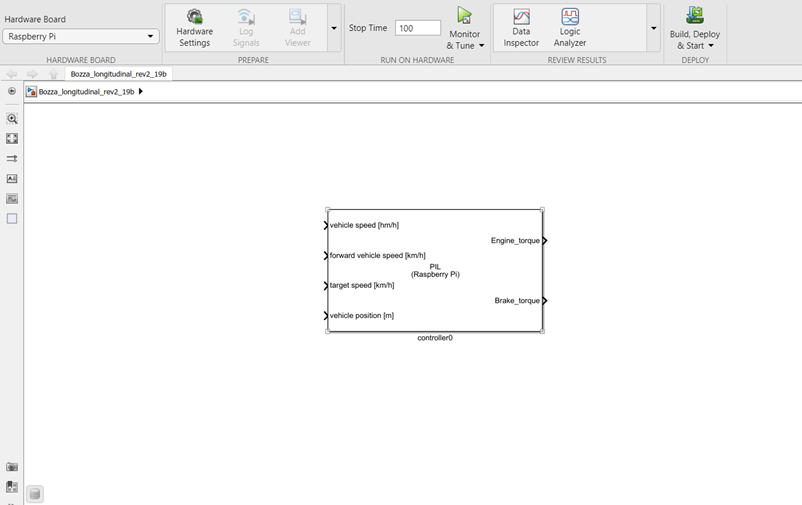 Hardware Board
Raspberry Pi
HARDWARE BOARD
Hardware
Settings
Log
Signals
Add
Viewer
PREPARE
Stop Time
100
Monitor
& Tune
RUN ON HARDWARE
Data
Inspector
Logic
Analyzer
REVIEW RESULTS
Build, Deploy
& Start
DEPLOY
Bozza_longitudinal_rev2_19b
Bozza_longitudinal_rev2_19b
vehicle speed [hm/h]
forward vehicle speed [km/h]
target speed [km/h]
vehicle position [m]
PIL
(Raspberry Pi)
Engine_torque
Brake_torque
controller0